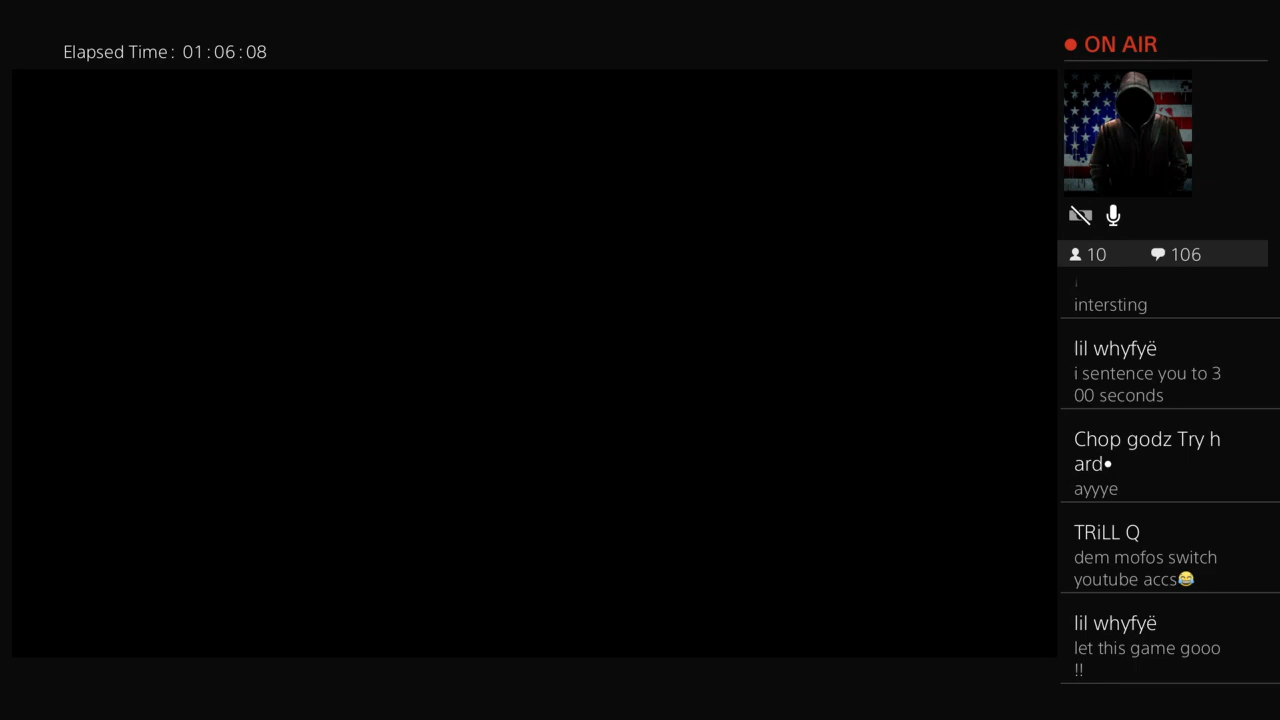 Elapsed Time: 01:06:08
ON AIR
10 106
intersting
lil whyfyë
i sentence you to 3
00 seconds
Chop godz Try h
ard•
ayyye
TRiLL Q
dem mofos switch
youtube accs😂
lil whyfyë
let this game gooo
!!